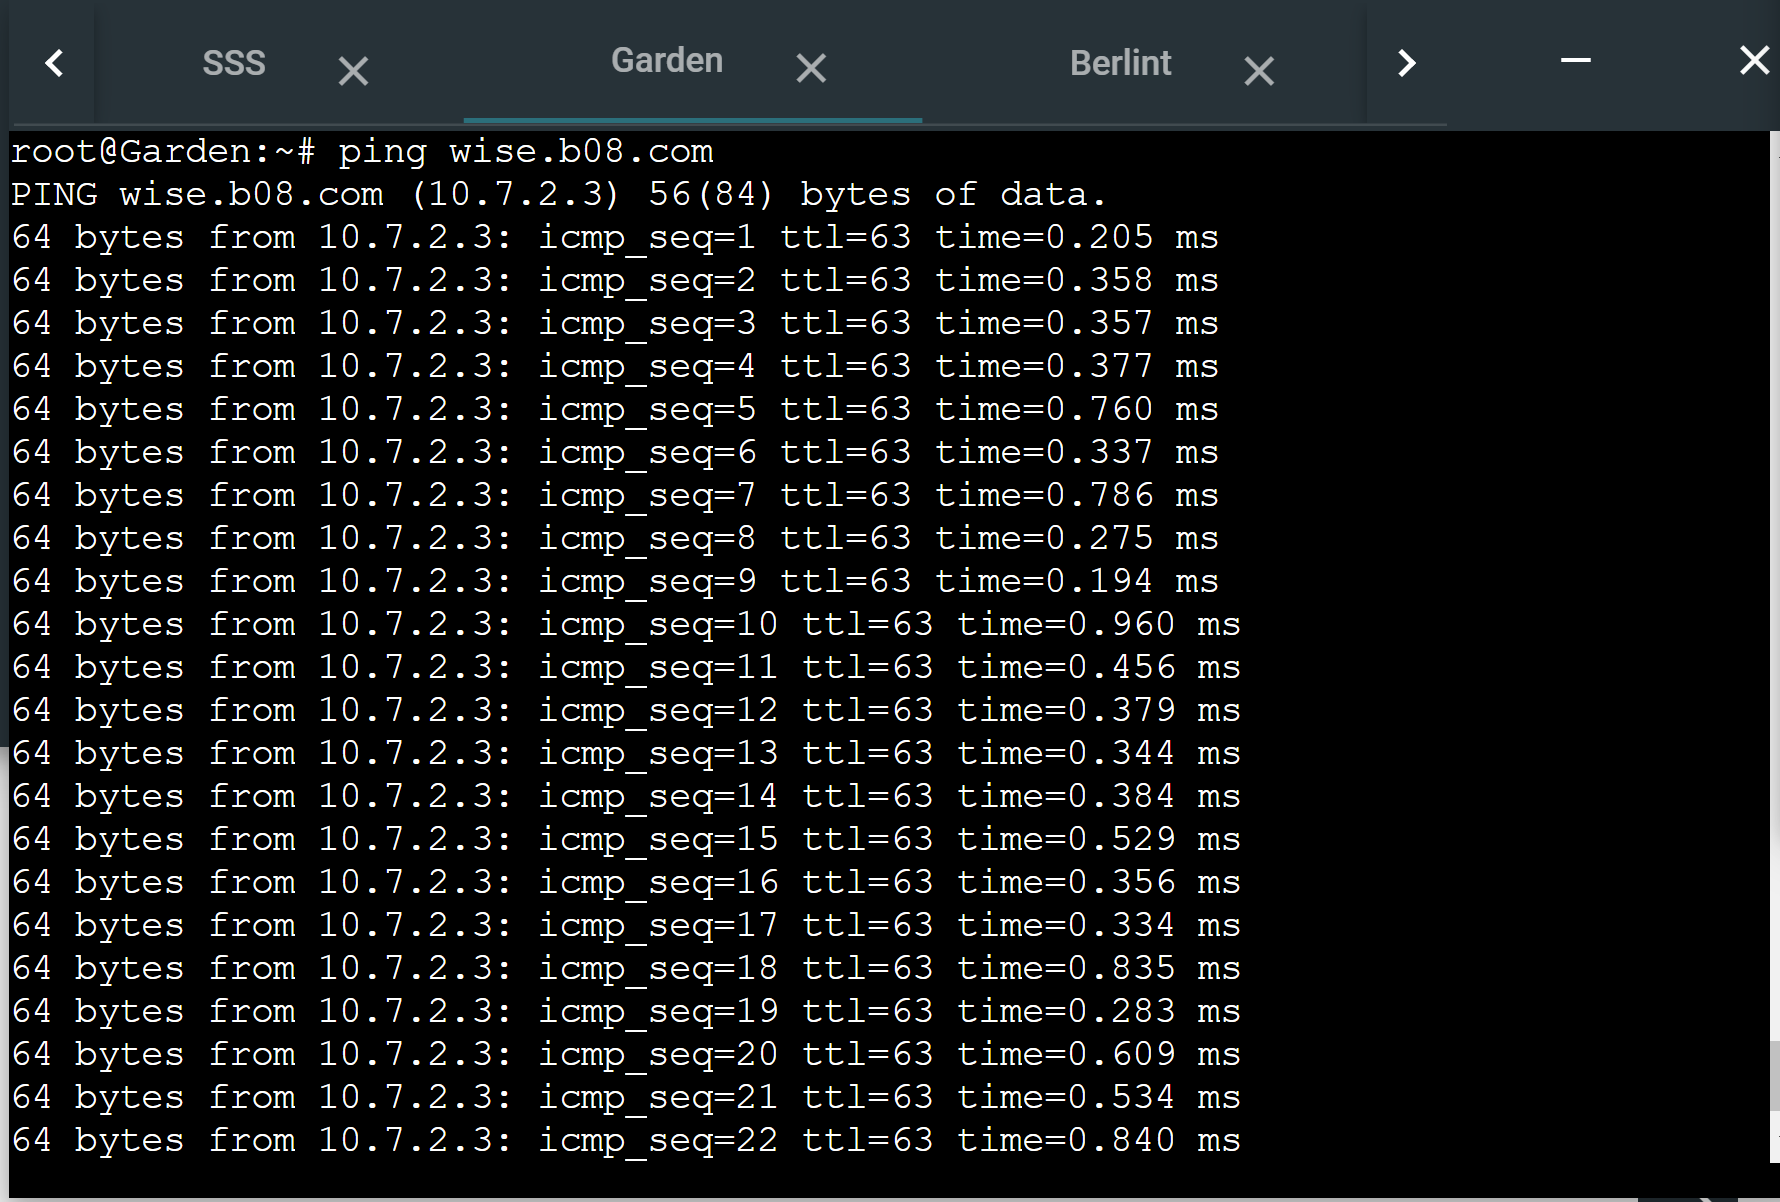 SSS Garden Berlint
root@Garden:~# ping wise.b08.com
PING wise.b08.com (10.7.2.3) 56(84) bytes of data.
64 bytes from 10.7.2.3: icmp_seq=1 ttl=63 time=0.205 ms
64 bytes from 10.7.2.3: icmp_seq=2 ttl=63 time=0.358 ms
64 bytes from 10.7.2.3: icmp_seq=3 ttl=63 time=0.357 ms
64 bytes from 10.7.2.3: icmp_seq=4 ttl=63 time=0.377 ms
64 bytes from 10.7.2.3: icmp_seq=5 ttl=63 time=0.760 ms
64 bytes from 10.7.2.3: icmp_seq=6 ttl=63 time=0.337 ms
64 bytes from 10.7.2.3: icmp_seq=7 ttl=63 time=0.786 ms
64 bytes from 10.7.2.3: icmp_seq=8 ttl=63 time=0.275 ms
64 bytes from 10.7.2.3: icmp_seq=9 ttl=63 time=0.194 ms
64 bytes from 10.7.2.3: icmp_seq=10 ttl=63 time=0.960 ms
64 bytes from 10.7.2.3: icmp_seq=11 ttl=63 time=0.456 ms
64 bytes from 10.7.2.3: icmp_seq=12 ttl=63 time=0.379 ms
64 bytes from 10.7.2.3: icmp_seq=13 ttl=63 time=0.344 ms
64 bytes from 10.7.2.3: icmp_seq=14 ttl=63 time=0.384 ms
64 bytes from 10.7.2.3: icmp_seq=15 ttl=63 time=0.529 ms
64 bytes from 10.7.2.3: icmp_seq=16 ttl=63 time=0.356 ms
64 bytes from 10.7.2.3: icmp_seq=17 ttl=63 time=0.334 ms
64 bytes from 10.7.2.3: icmp_seq=18 ttl=63 time=0.835 ms
64 bytes from 10.7.2.3: icmp_seq=19 ttl=63 time=0.283 ms
64 bytes from 10.7.2.3: icmp_seq=20 ttl=63 time=0.609 ms
64 bytes from 10.7.2.3: icmp_seq=21 ttl=63 time=0.534 ms
64 bytes from 10.7.2.3: icmp_seq=22 ttl=63 time=0.840 ms